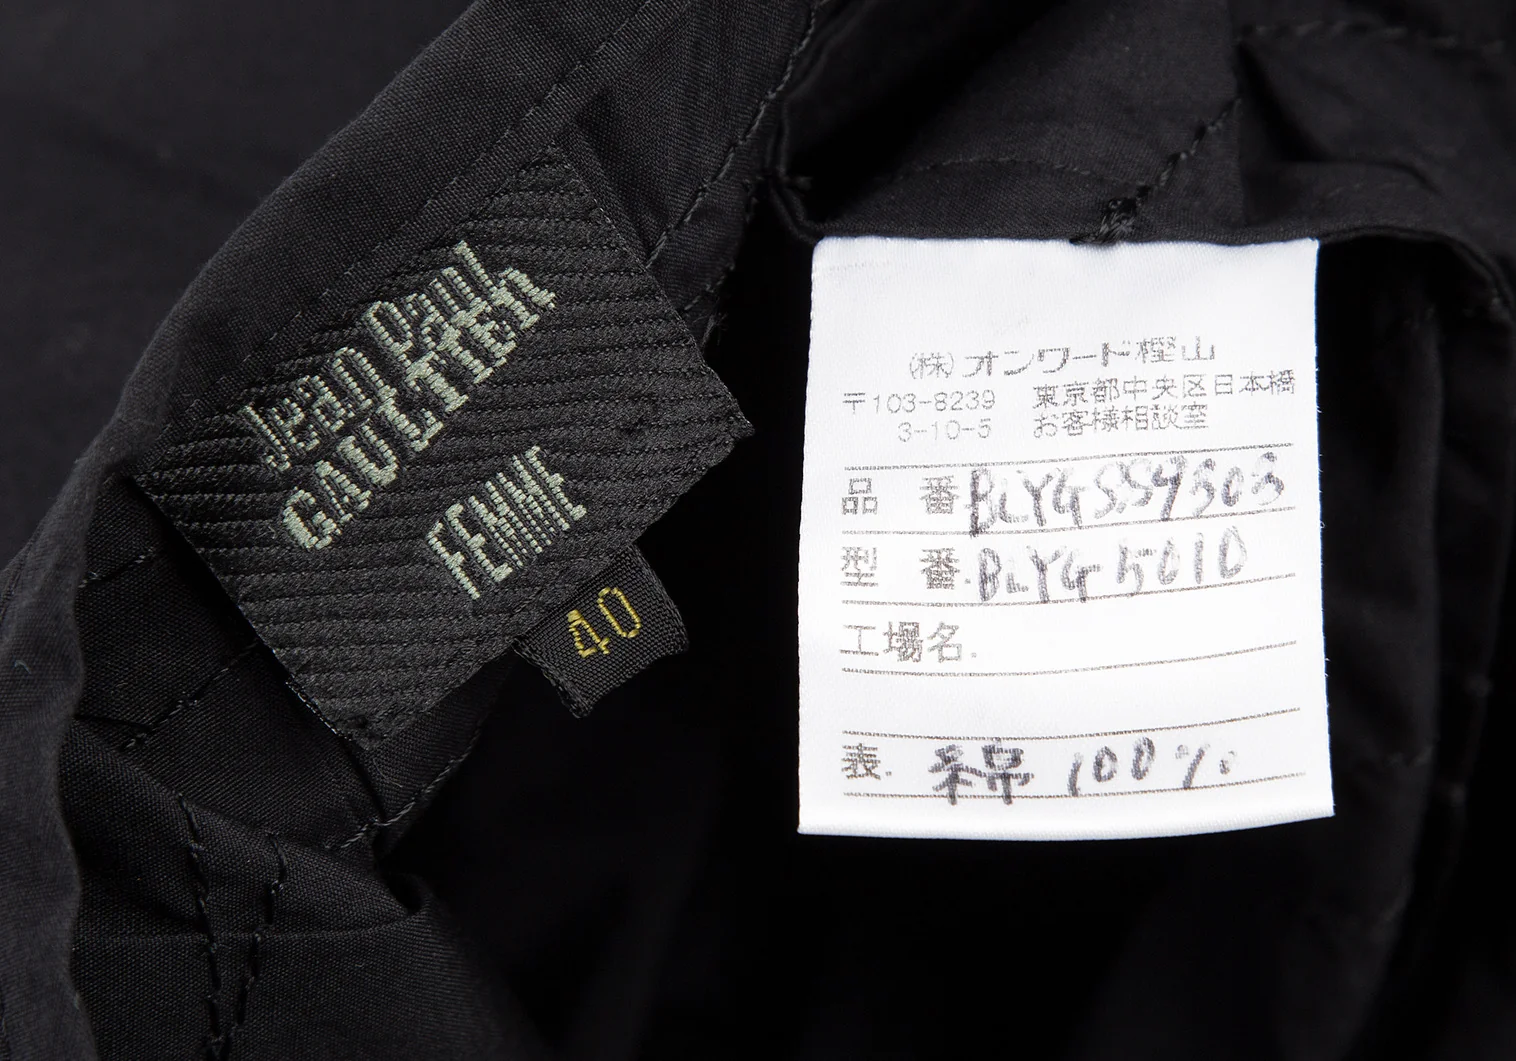 Jean Paul
GAULTIER
FEMME
40
(株)オンワード樫山
〒103-8239 東京都中央区日本橋
3-10-5 お客様相談室
品 番
型 番. BLYG 5010
工場名.
表. 綿 100%